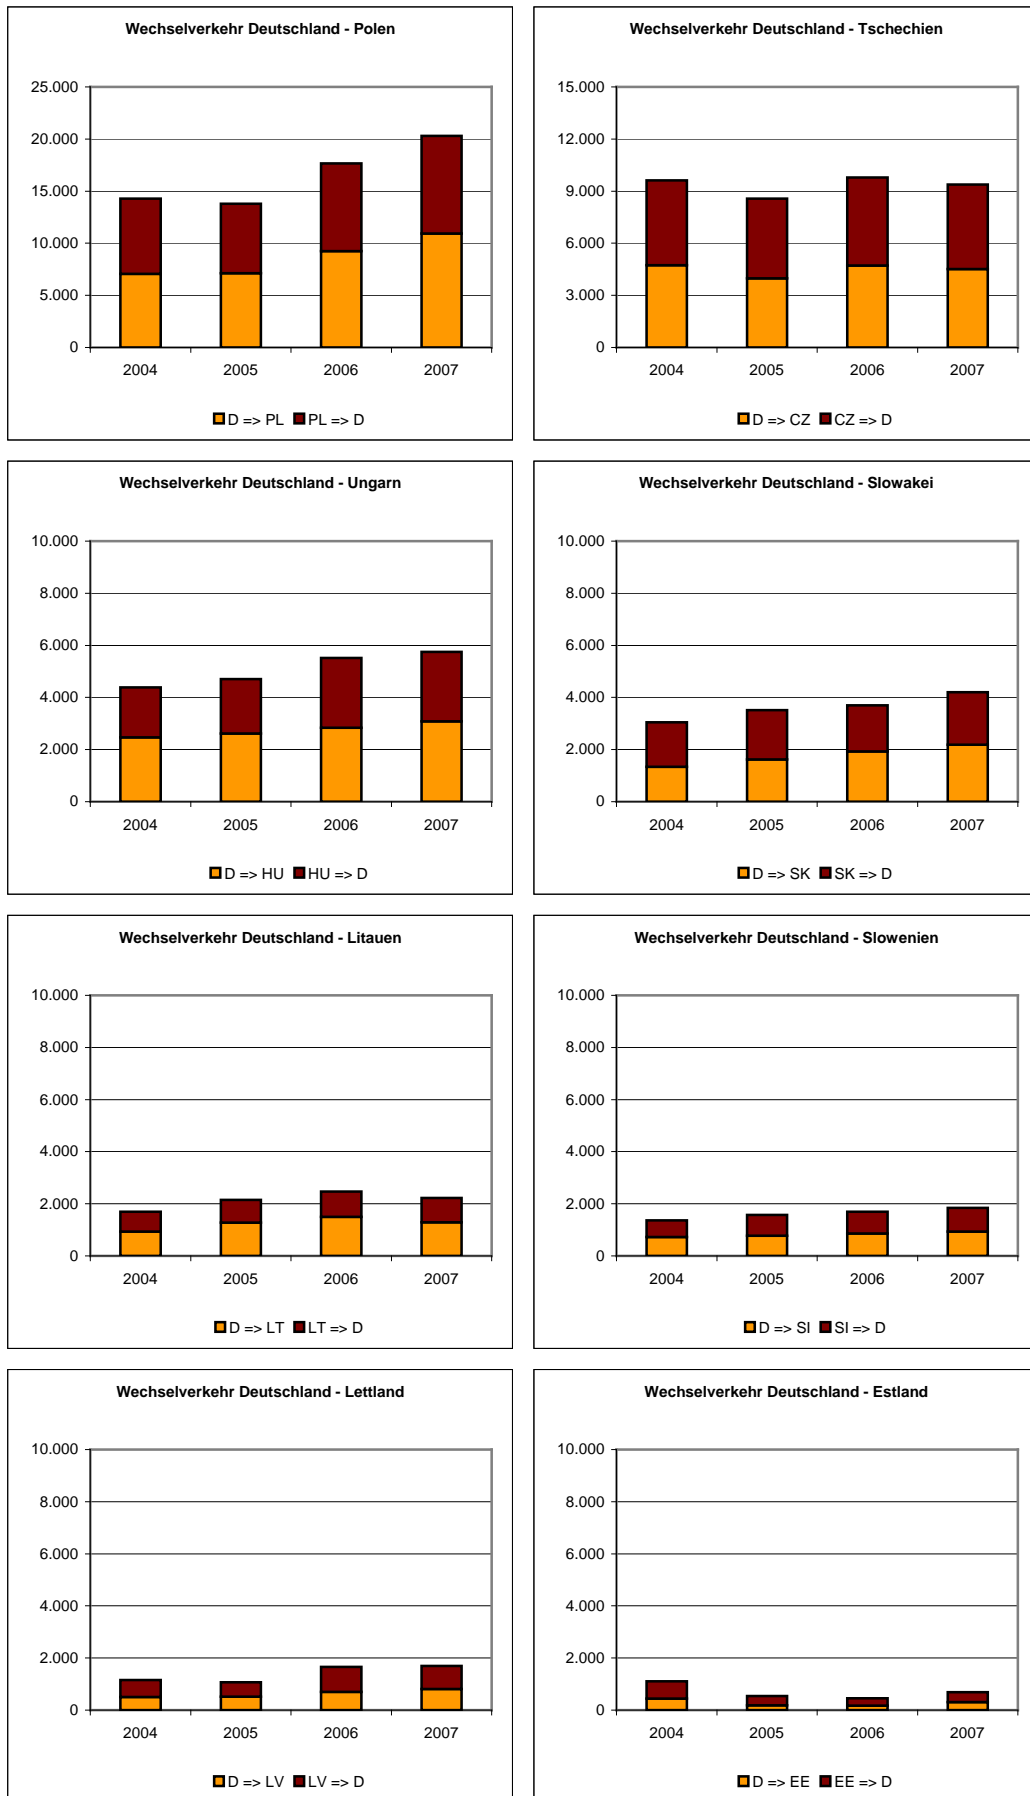 Wechselverkehr Deutschland - Polen
25.000
20.000
15.000
10.000
5.000
0
2004 2005 2006 2007
D => PL PL => D
Wechselverkehr Deutschland - Tschechien
15.000
12.000
9.000
6.000
3.000
0
2004 2005 2006 2007
D => CZ CZ => D
Wechselverkehr Deutschland - Ungarn
10.000
8.000
6.000
4.000
2.000
0
2004 2005 2006 2007
D => HU HU => D
Wechselverkehr Deutschland - Slowakei
10.000
8.000
6.000
4.000
2.000
0
2004 2005 2006 2007
D => SK SK => D
Wechselverkehr Deutschland - Litauen
10.000
8.000
6.000
4.000
2.000
0
2004 2005 2006 2007
D => LT LT => D
Wechselverkehr Deutschland - Slowenien
10.000
8.000
6.000
4.000
2.000
0
2004 2005 2006 2007
D => SI SI => D
Wechselverkehr Deutschland - Lettland
10.000
8.000
6.000
4.000
2.000
0
2004 2005 2006 2007
D => LV LV => D
Wechselverkehr Deutschland - Estland
10.000
8.000
6.000
4.000
2.000
0
2004 2005 2006 2007
D => EE EE => D